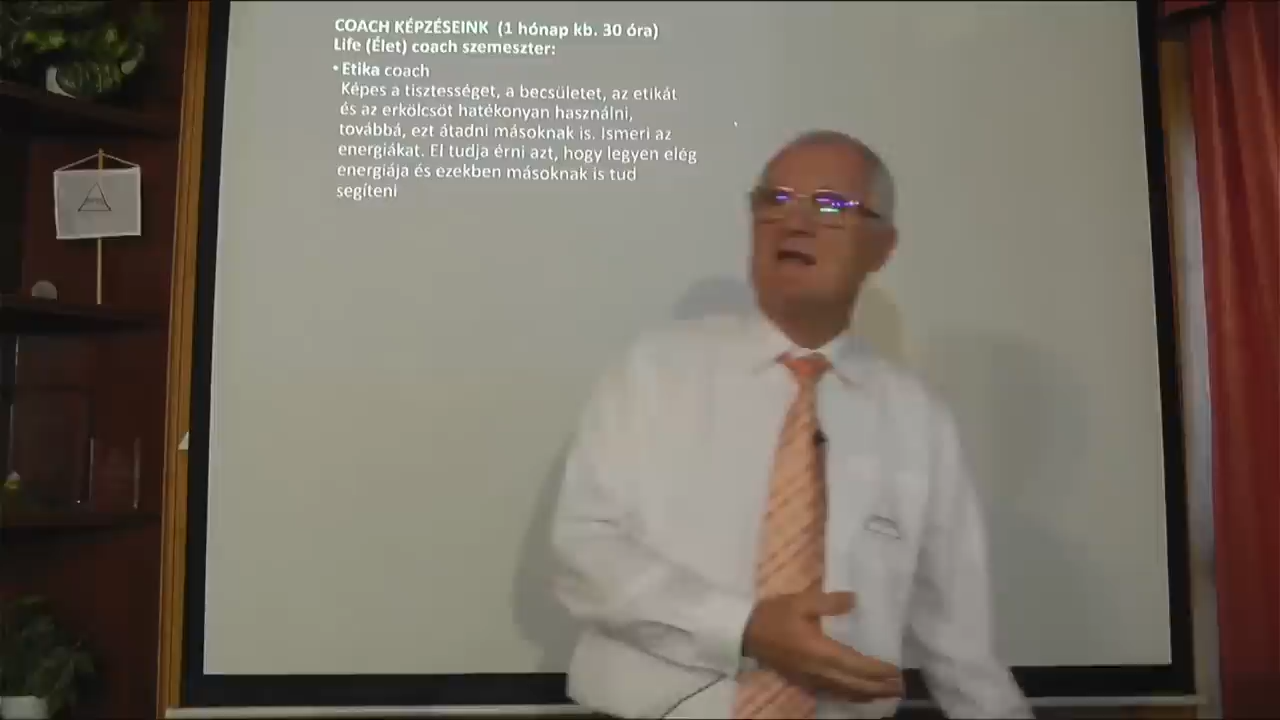 COACH KÉPZÉSEINK (1 hónap kb. 30 óra)
Life (Élet) coach szemeszter:
• Etika coach
Képes a tisztességet, a becsületet, az etikát
és az erkölcsöt hatékonyan használni,
továbbá, ezt átadni másoknak is. Ismeri az
energiákat. El tudja érni azt, hogy legyen elég
energiája és ezekben másoknak is tud
segíteni